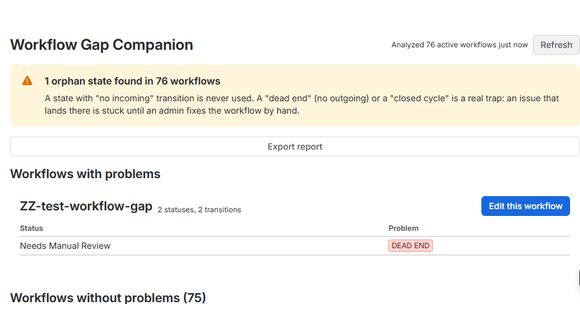 Workflow Gap Companion
Analyzed 76 active workflows just now
Refresh
1 orphan state found in 76 workflows
A state with "no incoming" transition is never used. A "dead end" (no outgoing) or a "closed cycle" is a real trap: an issue that
lands there is stuck until an admin fixes the workflow by hand.
Export report
Workflows with problems
ZZ-test-workflow-gap 2 statuses, 2 transitions
Edit this workflow
Status Problem
Needs Manual Review DEAD END
Workflows without problems (75)